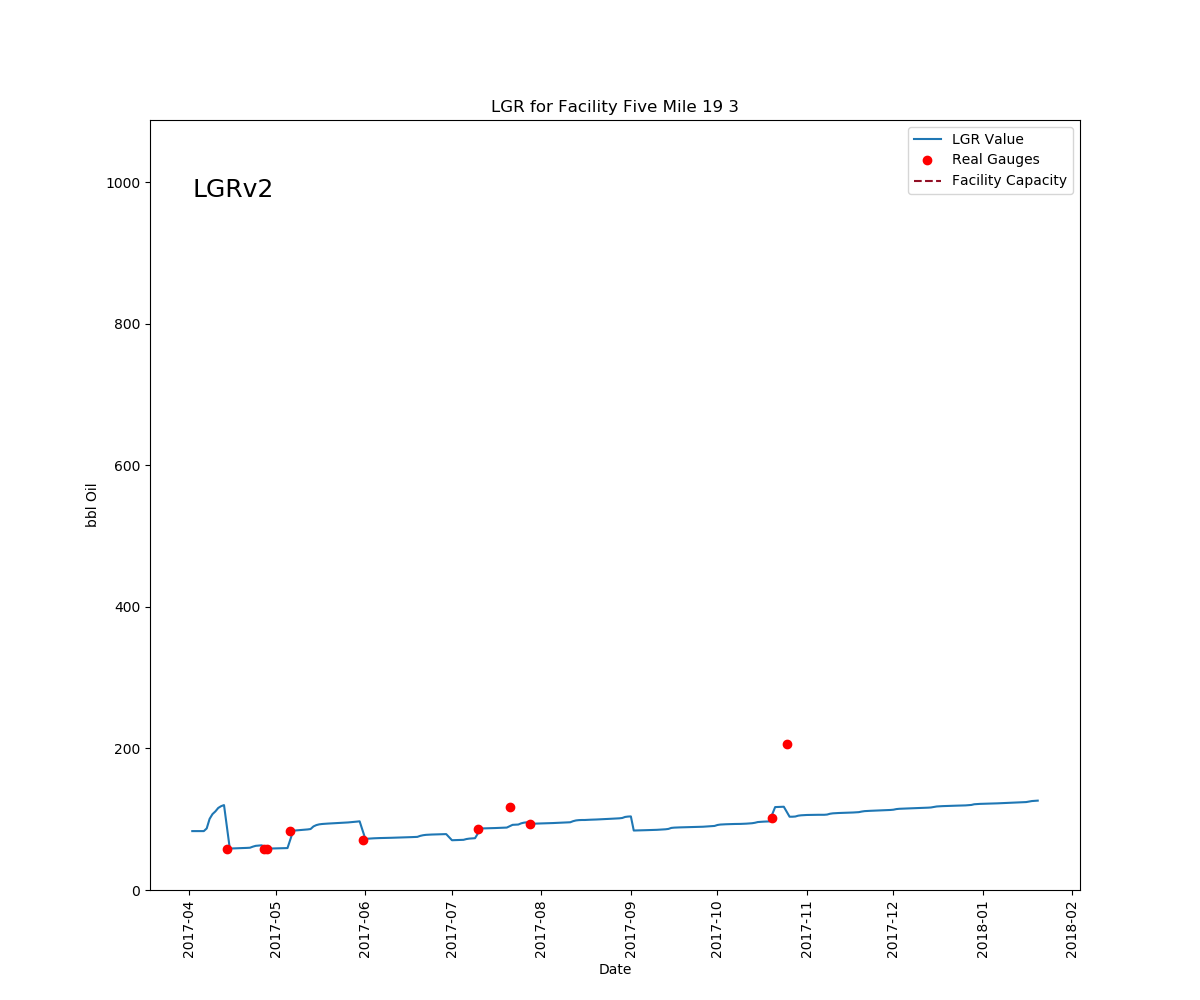 LGR for Facility Five Mile 19 3
LGR Value
Real Gauges
Facility Capacity
LGRv2
bbl Oil
1000
800
600
400
200
0
2017-04
2017-05
2017-06
2017-07
2017-08
2017-09
2017-10
2017-11
2017-12
2018-01
2018-02
Date